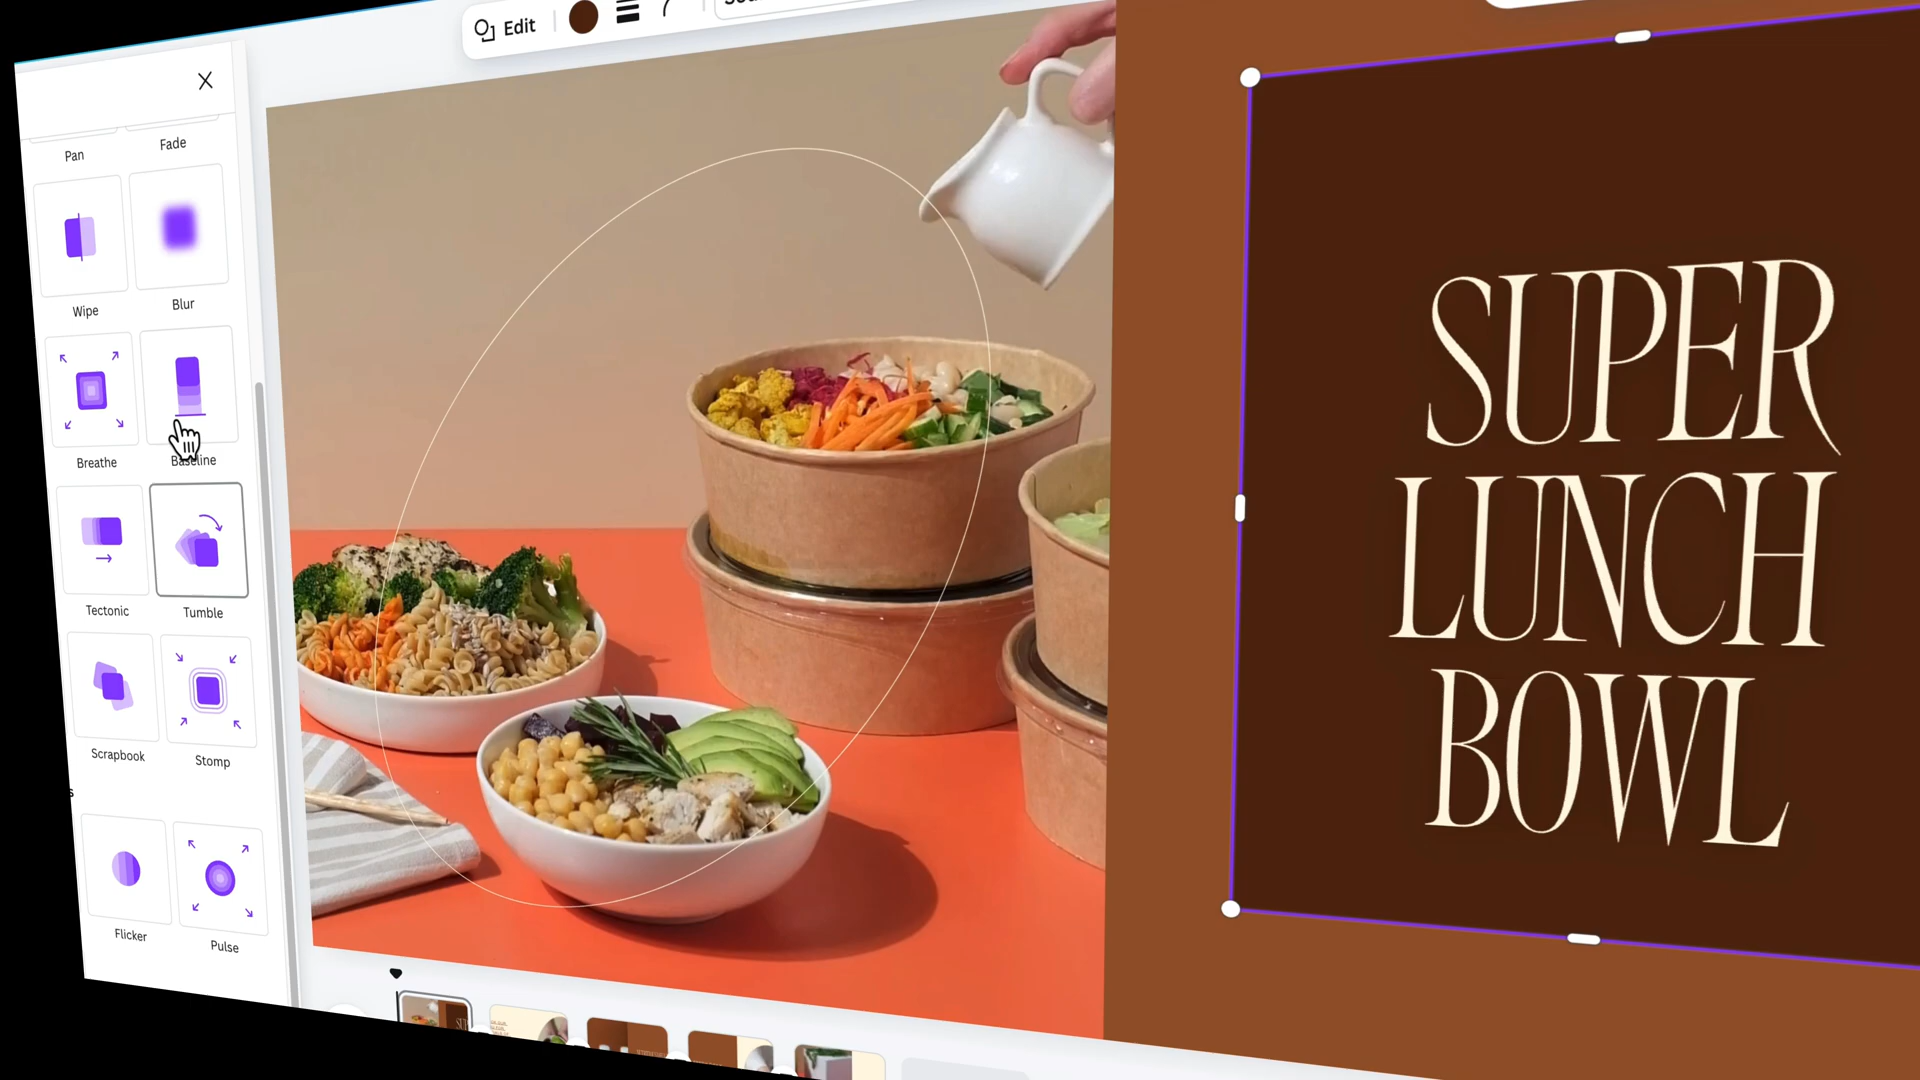 Edit
Pan
Fade
Wipe
Blur
Breathe
Baseline
Tectonic
Tumble
Scrapbook
Stomp
Flicker
Pulse
SUPER
LUNCH
BOWL